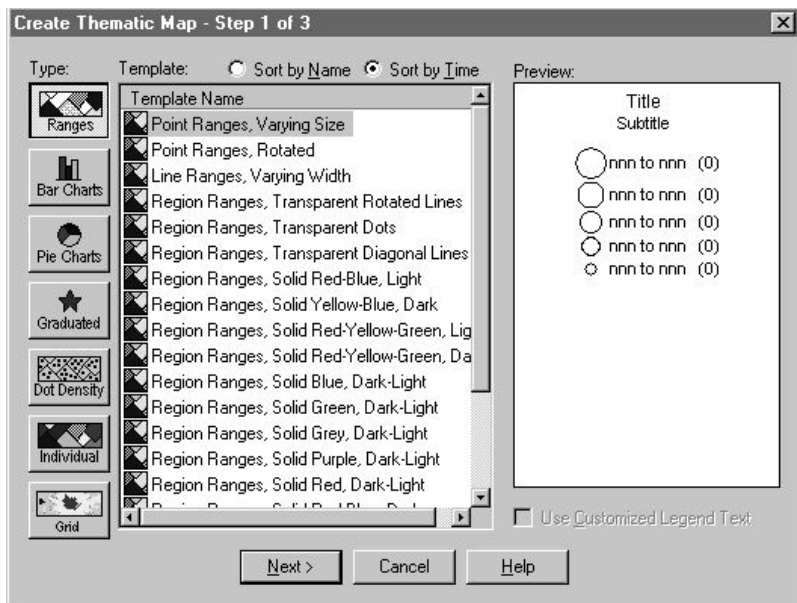 Create Thematic Map - Step 1 of 3
Type:
Ranges
Bar Charts
Pie Charts
Graduated
Dot Density
Individual
Grid
Template:
Sort by Name
Sort by Time
Template Name
Point Ranges, Varying Size
Point Ranges, Rotated
Line Ranges, Varying Width
Region Ranges, Transparent Rotated Lines
Region Ranges, Transparent Dots
Region Ranges, Transparent Diagonal Lines
Region Ranges, Solid Red-Blue, Light
Region Ranges, Solid Yellow-Blue, Dark
Region Ranges, Solid Red-Yellow-Green, Lig
Region Ranges, Solid Red-Yellow-Green, Da
Region Ranges, Solid Blue, Dark-Light
Region Ranges, Solid Green, Dark-Light
Region Ranges, Solid Grey, Dark-Light
Region Ranges, Solid Purple, Dark-Light
Region Ranges, Solid Red, Dark-Light
Preview:
Title
Subtitle
nnn to nnn (0)
nnn to nnn (0)
nnn to nnn (0)
nnn to nnn (0)
nnn to nnn (0)
Use Customized Legend Text
Next >
Cancel
Help